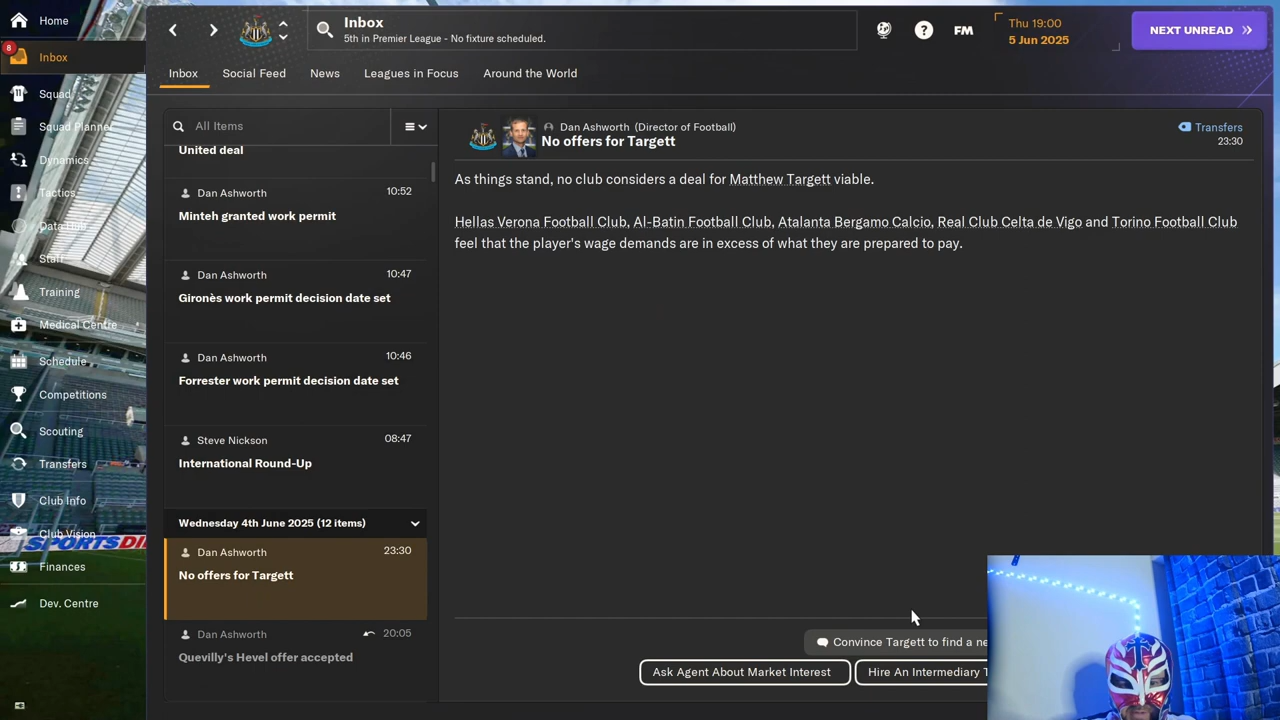 Home
Inbox
5th in Premier League - No fixture scheduled.
Thu 19:00
5 Jun 2025
NEXT UNREAD
8
Inbox
Squad
Squad Planner
Dynamics
Tactics
Data Hub
Staff
Training
Medical Centre
Schedule
Competitions
Scouting
Transfers
Club Info
Club Vision
SPORTSDI
Finances
Dev. Centre
?
FM
Inbox
Social Feed
News
Leagues in Focus
Around the World
All Items
United deal
Dan Ashworth
10:52
Minteh granted work permit
Dan Ashworth
10:47
Gironès work permit decision date set
Dan Ashworth
10:46
Forrester work permit decision date set
Steve Nickson
08:47
International Round-Up
Wednesday 4th June 2025 (12 items)
Dan Ashworth
23:30
No offers for Targett
Dan Ashworth
20:05
Quevilly's Hevel offer accepted
Dan Ashworth (Director of Football)
No offers for Targett
Transfers
23:30
As things stand, no club considers a deal for Matthew Targett viable.
Hellas Verona Football Club, Al-Batin Football Club, Atalanta Bergamo Calcio, Real Club Celta de Vigo and Torino Football Club
feel that the player's wage demands are in excess of what they are prepared to pay.
Convince Targett to find a ne
Ask Agent About Market Interest
Hire An Intermediary T